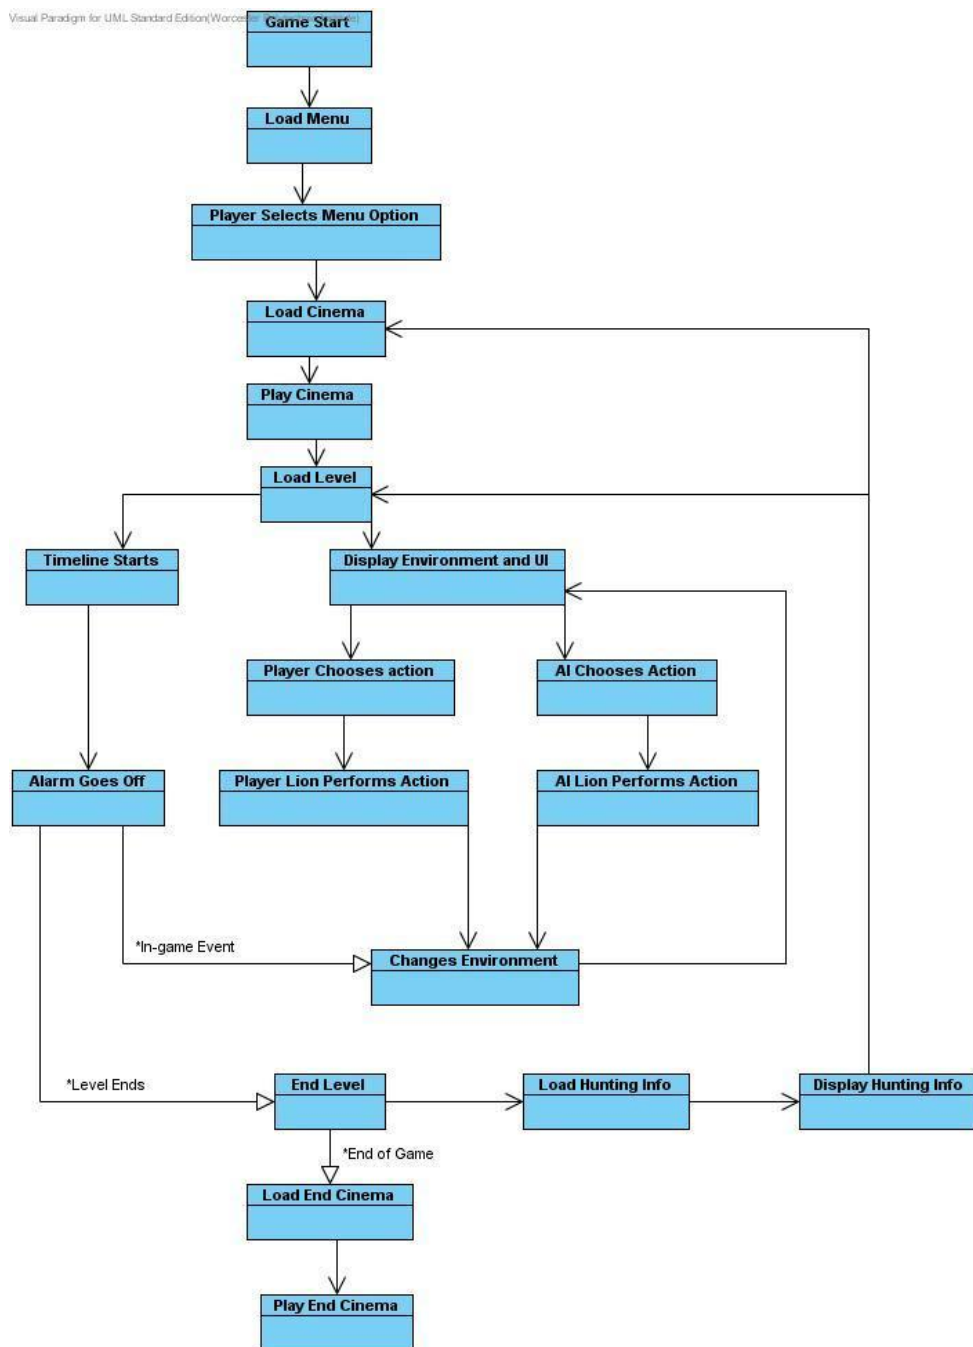 Visual Paradigm for UML Standard Edition(Worcester
Game Start
Load Menu
Player Selects Menu Option
Load Cinema
Play Cinema
Load Level
Timeline Starts
Display Environment and UI
Player Chooses action
AI Chooses Action
Alarm Goes Off
Player Lion Performs Action
AI Lion Performs Action
*In-game Event
Changes Environment
*Level Ends
End Level
Load Hunting Info
Display Hunting Info
*End of Game
Load End Cinema
Play End Cinema